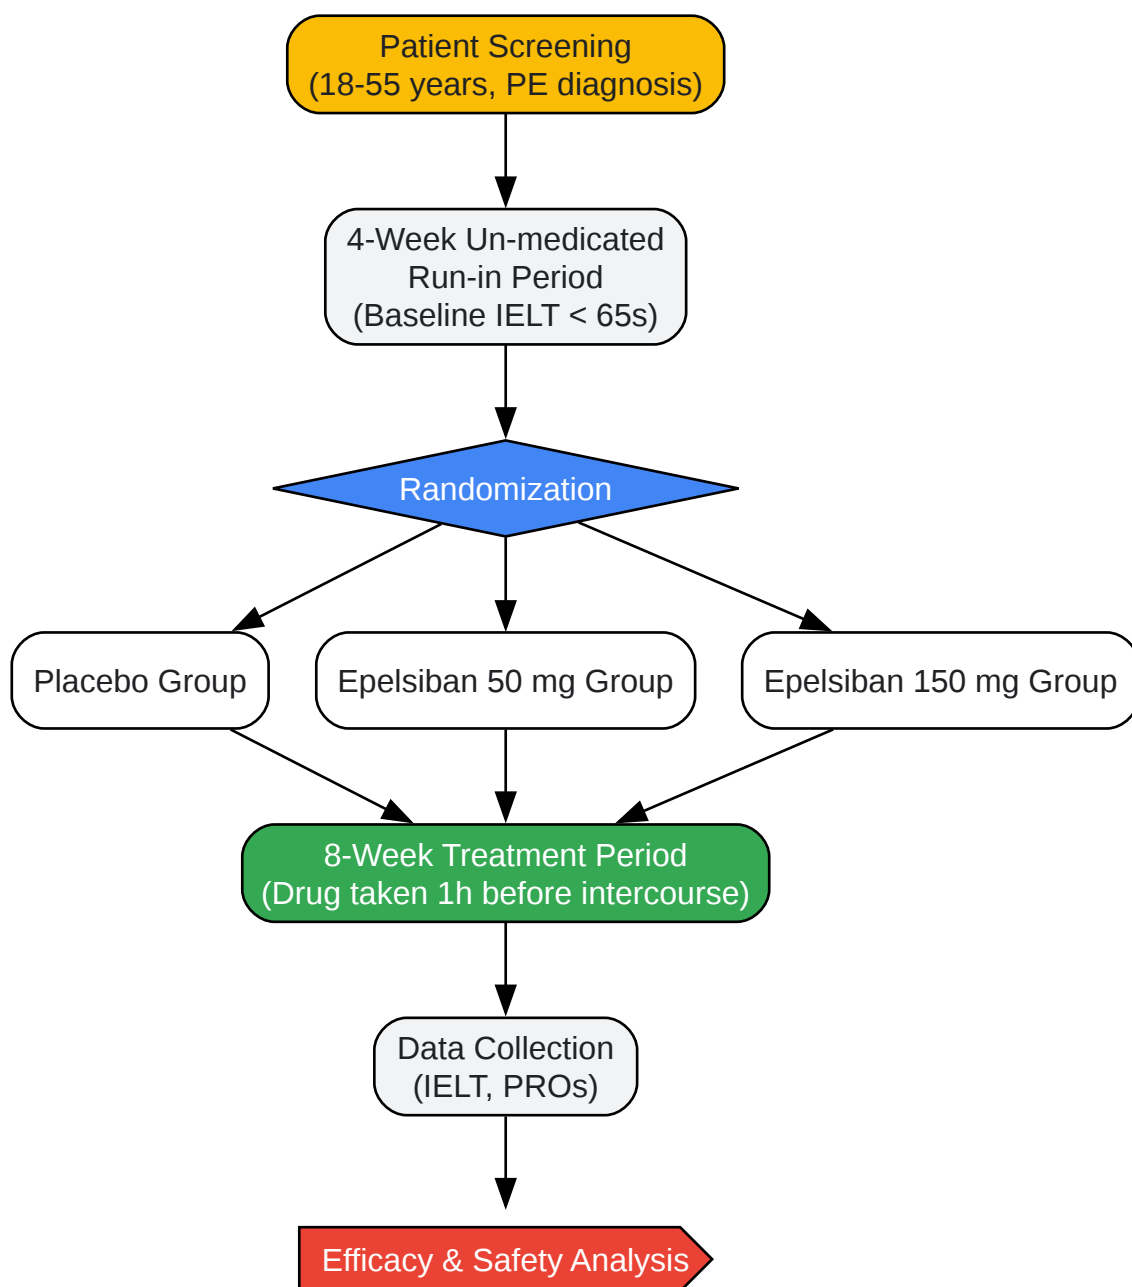 Patient Screening
(18-55 years, PE diagnosis)
4-Week Un-medicated
Run-in Period
(Baseline IELT < 65s)
Randomization
Placebo Group
Epelsiban 50 mg Group
Epelsiban 150 mg Group
8-Week Treatment Period
(Drug taken 1h before intercourse)
Data Collection
(IELT, PROs)
Efficacy & Safety Analysis